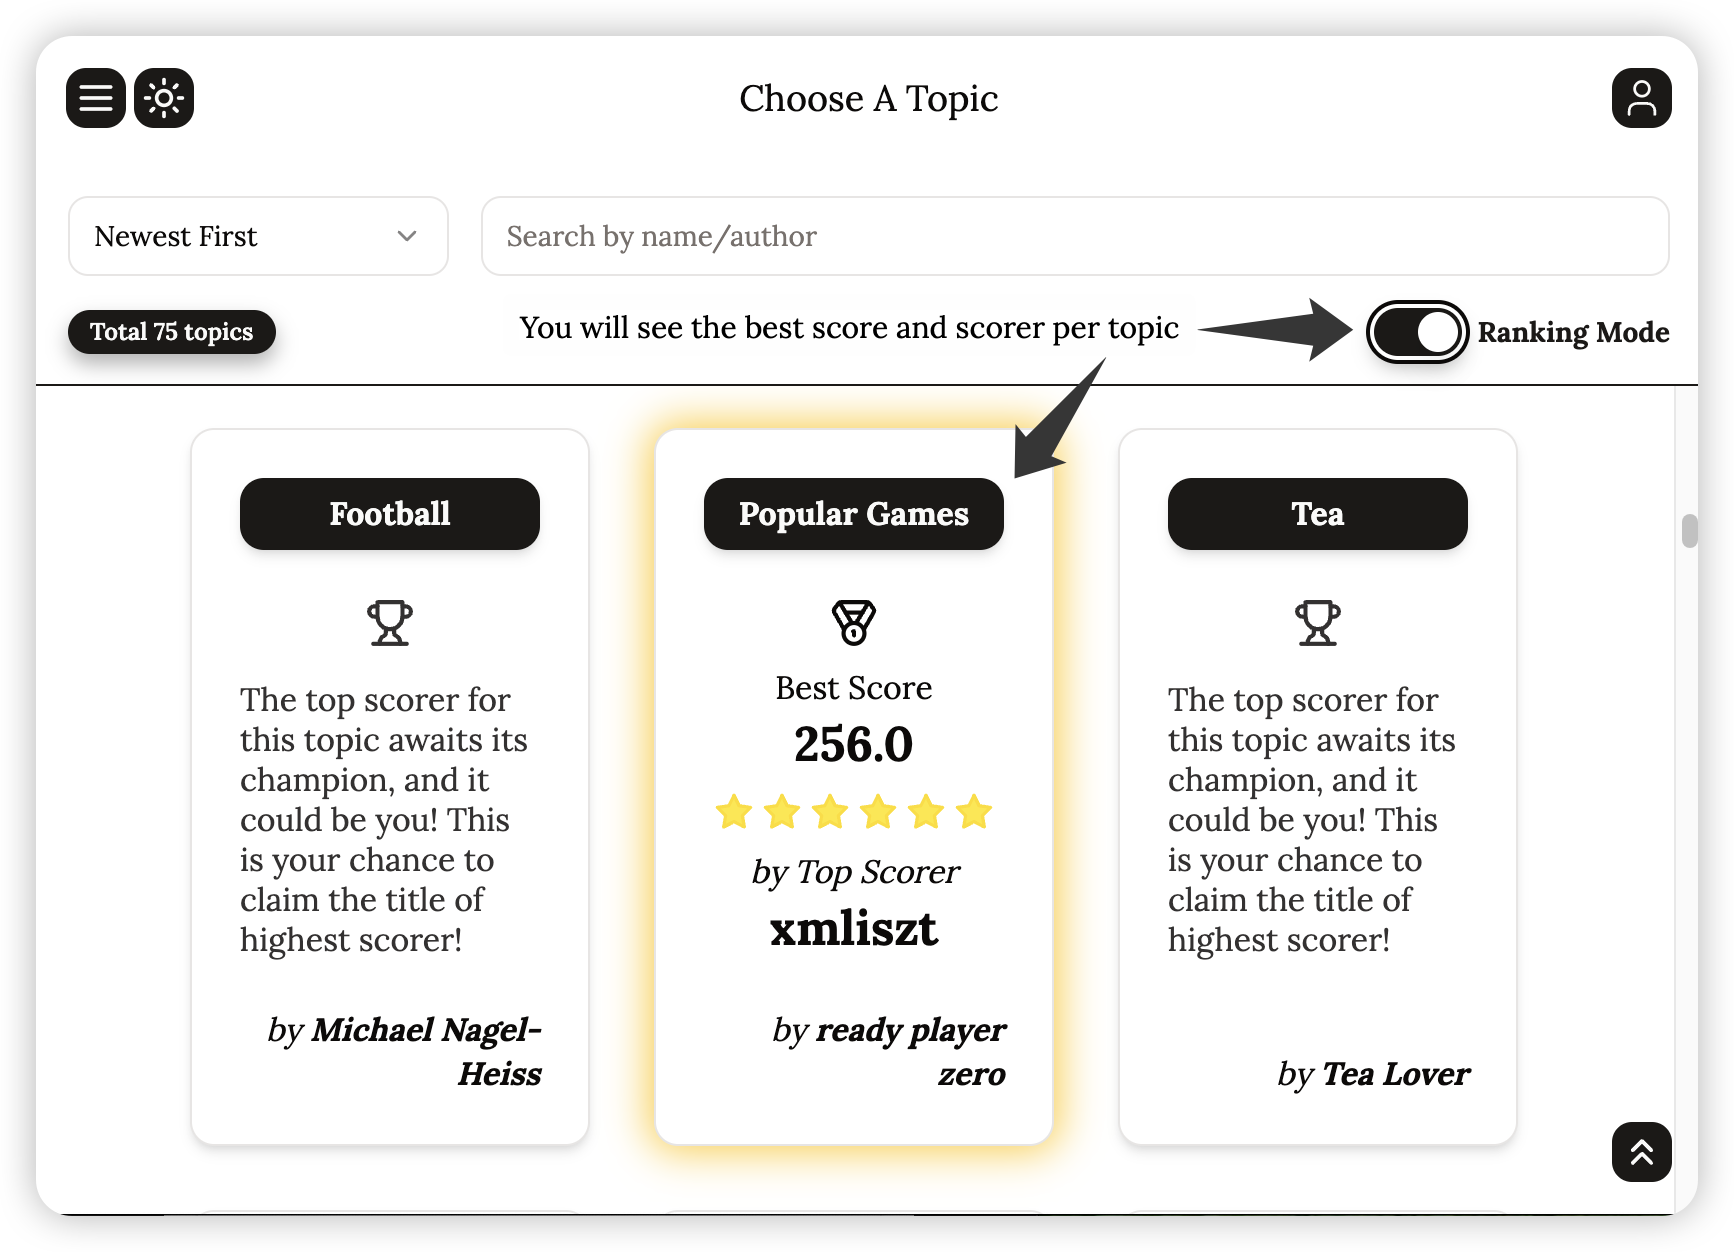 Choose A Topic
Newest First
Search by name/author
Total 75 topics
You will see the best score and scorer per topic
Ranking Mode
Football
The top scorer for
this topic awaits its
champion, and it
could be you! This
is your chance to
claim the title of
highest scorer!
by Michael Nagel-
Heiss
Popular Games
1
Best Score
256.0
by Top Scorer
xmliszt
by ready player
zero
Tea
The top scorer for
this topic awaits its
champion, and it
could be you! This
is your chance to
claim the title of
highest scorer!
by Tea Lover